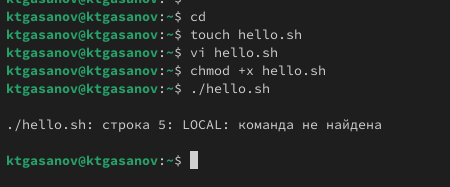 ktgasanov@ktgasanov:~$ cd
ktgasanov@ktgasanov:~$ touch hello.sh
ktgasanov@ktgasanov:~$ vi hello.sh
ktgasanov@ktgasanov:~$ chmod +x hello.sh
ktgasanov@ktgasanov:~$ ./hello.sh
./hello.sh: строка 5: LOCAL: команда не найдена
ktgasanov@ktgasanov:~$